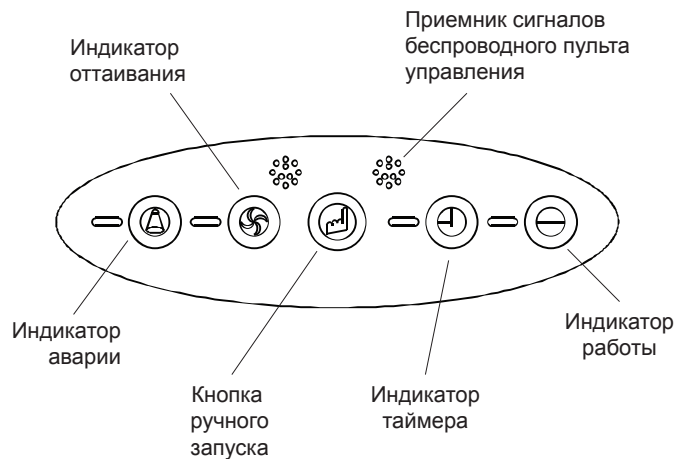 Индикатор
оттаивания
Приемник сигналов
беспроводного пульта
управления
Индикатор
аварии
Кнопка
ручного
запуска
Индикатор
таймера
Индикатор
работы